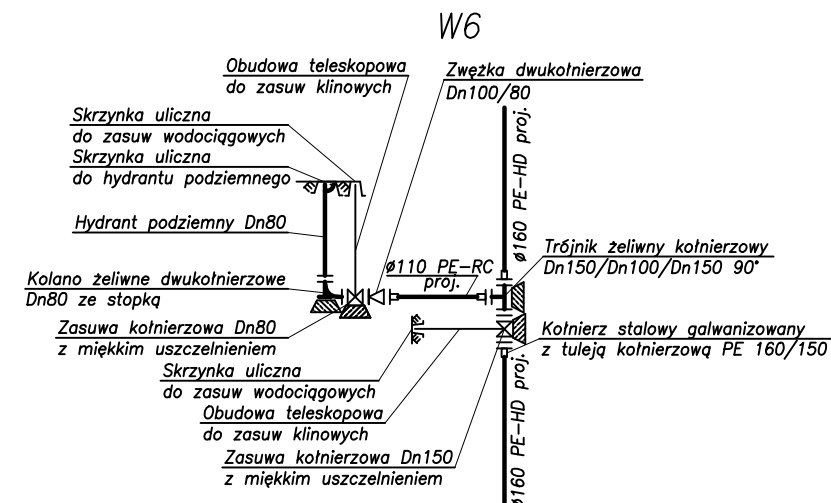 W6
Obudowa teleskopowa
do zasuw klinowych
Zwężka dwukołnierzowa
Dn100/80
Skrzynka uliczna
do zasuw wodociągowych
Skrzynka uliczna
do hydrantu podziemnego
Hydrant podziemny Dn80
ø160 PE-HD proj.
Trójnik żeliwny kołnierzowy
Dn150/Dn100/Dn150 90°
ø110 PE-RC
proj.
Kolano żeliwne dwukołnierzowe
Dn80 ze stopką
Zasuwa kołnierzowa Dn80
z miękkim uszczelnieniem
Kołnierz stalowy galwanizowany
z tuleją kołnierzową PE 160/150
Skrzynka uliczna
do zasuw wodociągowych
Obudowa teleskopowa
do zasuw klinowych
Zasuwa kołnierzowa Dn150
z miękkim uszczelnieniem
ø160 PE-HD proj.